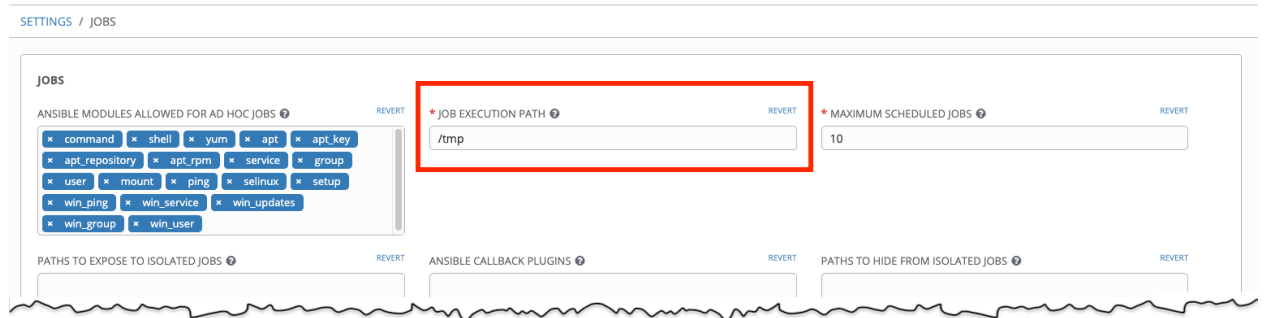 SETTINGS / JOBS
JOBS
ANSIBLE MODULES ALLOWED FOR AD HOC JOBS ? REVERT
× command × shell × yum × apt × apt_key
× apt_repository × apt_rpm × service × group
× user × mount × ping × selinux × setup
× win_ping × win_service × win_updates
× win_group × win_user
* JOB EXECUTION PATH ? REVERT
/tmp
* MAXIMUM SCHEDULED JOBS ? REVERT
10
PATHS TO EXPOSE TO ISOLATED JOBS ? REVERT
ANSIBLE CALLBACK PLUGINS ? REVERT
PATHS TO HIDE FROM ISOLATED JOBS ? REVERT